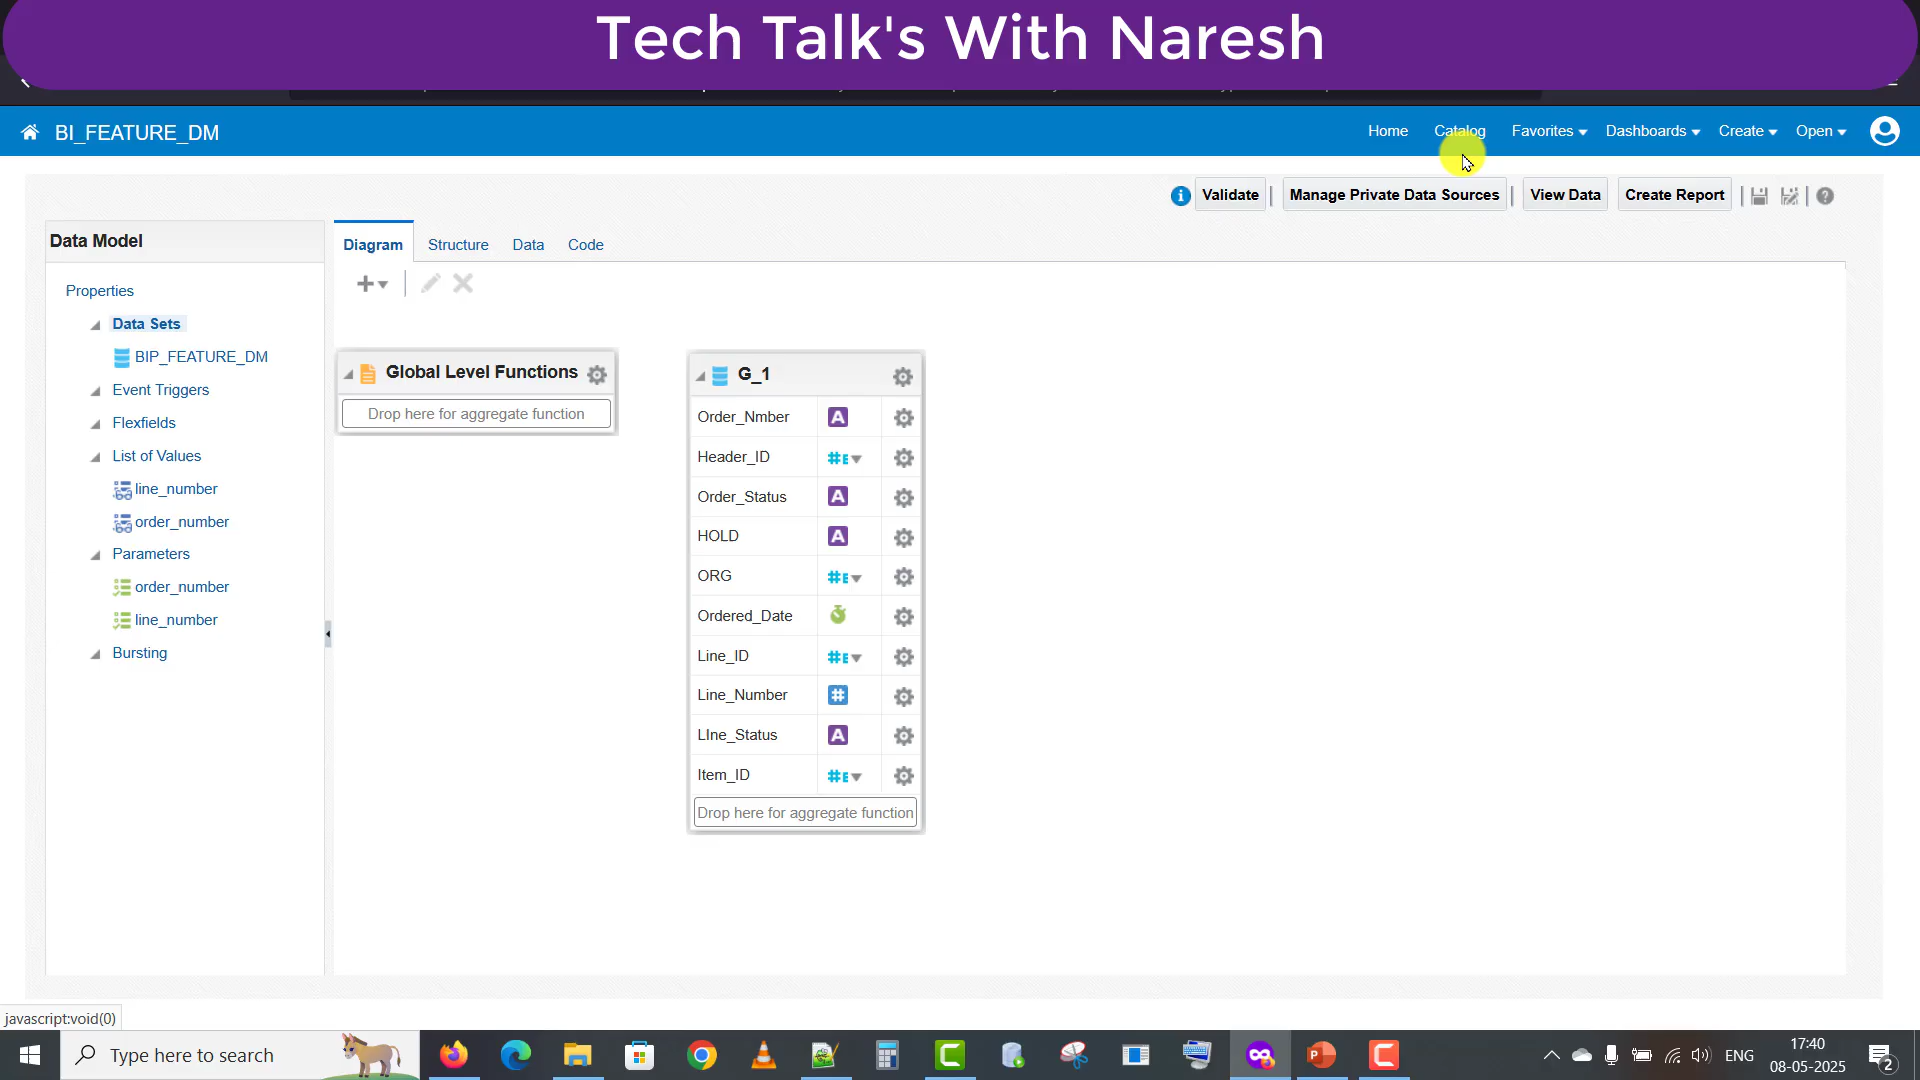 Tech Talk's With Naresh
BI_FEATURE_DM
Home
Catalog
Favorites
Dashboards
Create
Open
Validate
Manage Private Data Sources
View Data
Create Report
Data Model
Diagram
Structure
Data
Code
Properties
Data Sets
BIP_FEATURE_DM
Event Triggers
Flexfields
List of Values
line_number
order_number
Parameters
order_number
line_number
Bursting
Global Level Functions
Drop here for aggregate function
G_1
Order_Nmber
Header_ID
Order_Status
HOLD
ORG
Ordered_Date
Line_ID
Line_Number
LIne_Status
Item_ID
Drop here for aggregate function
javascript:void(0)
Type here to search
ENG
17:40
08-05-2025
2